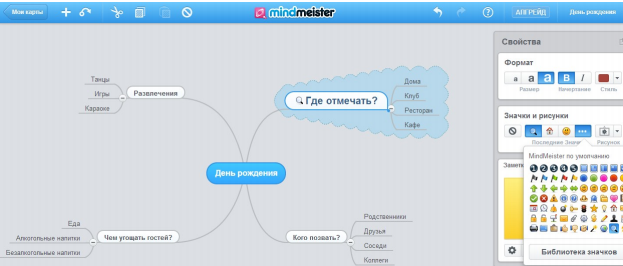 Мои карты
mindmeister
АПГРЕЙД
День рождения
Свойства
Формат
a a a B I
Размер Начертание Стиль
Значки и рисунки
Последние Рисунок
MindMeister по умолчанию
Библиотека значков
Танцы
Игры
Караоке
Развлечения
Где отмечать?
Дома
Клуб
Ресторан
Кафе
День рождения
Еда
Алкогольные напитки
Безалкогольные напитки
Чем угощать гостей?
Кого позвать?
Родственники
Друзья
Соседи
Коллеги